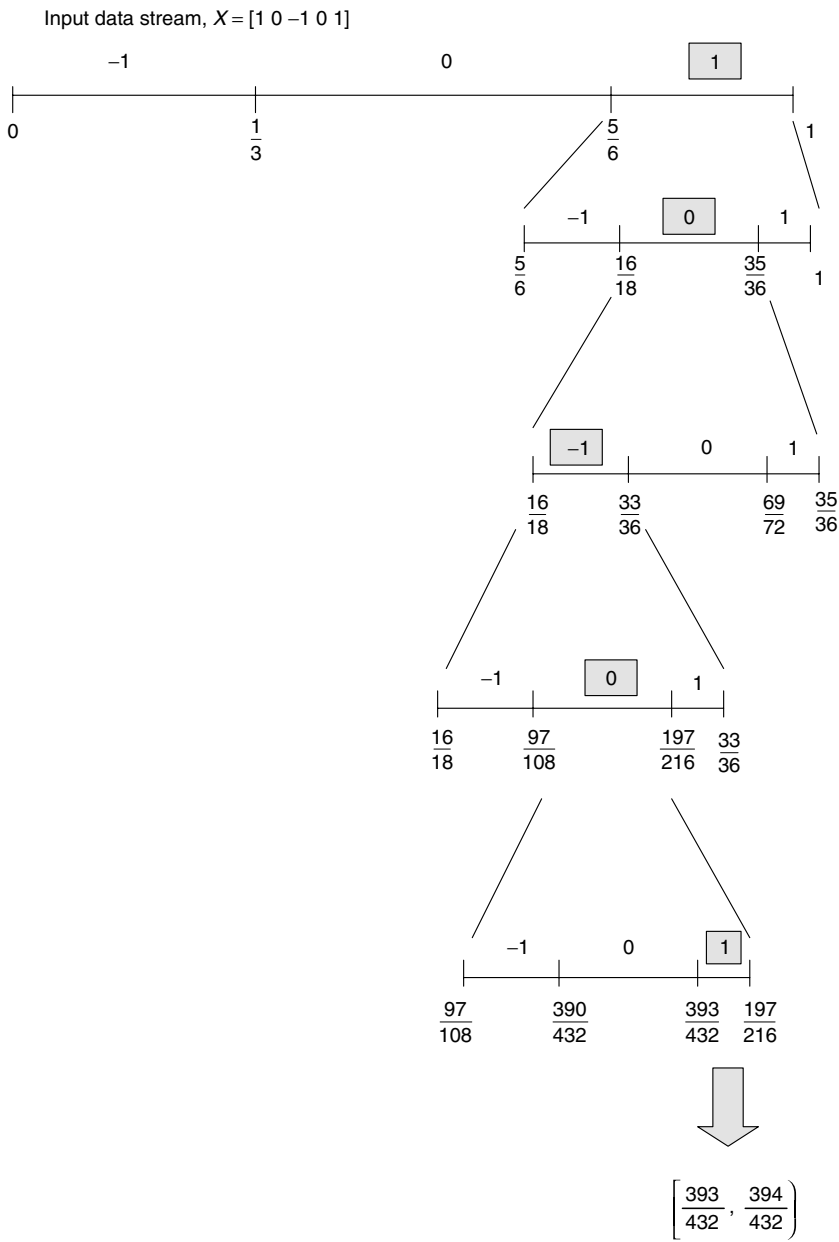 Input data stream, X = [1 0 −1 0 1]
−1 0 1
0 1/3 5/6 1
−1 0 1
5/6 16/18 35/36 1
−1 0 1
16/18 33/36 69/72 35/36
−1 0 1
16/18 97/108 197/216 33/36
−1 0 1
97/108 390/432 393/432 197/216
[393/432, 394/432)